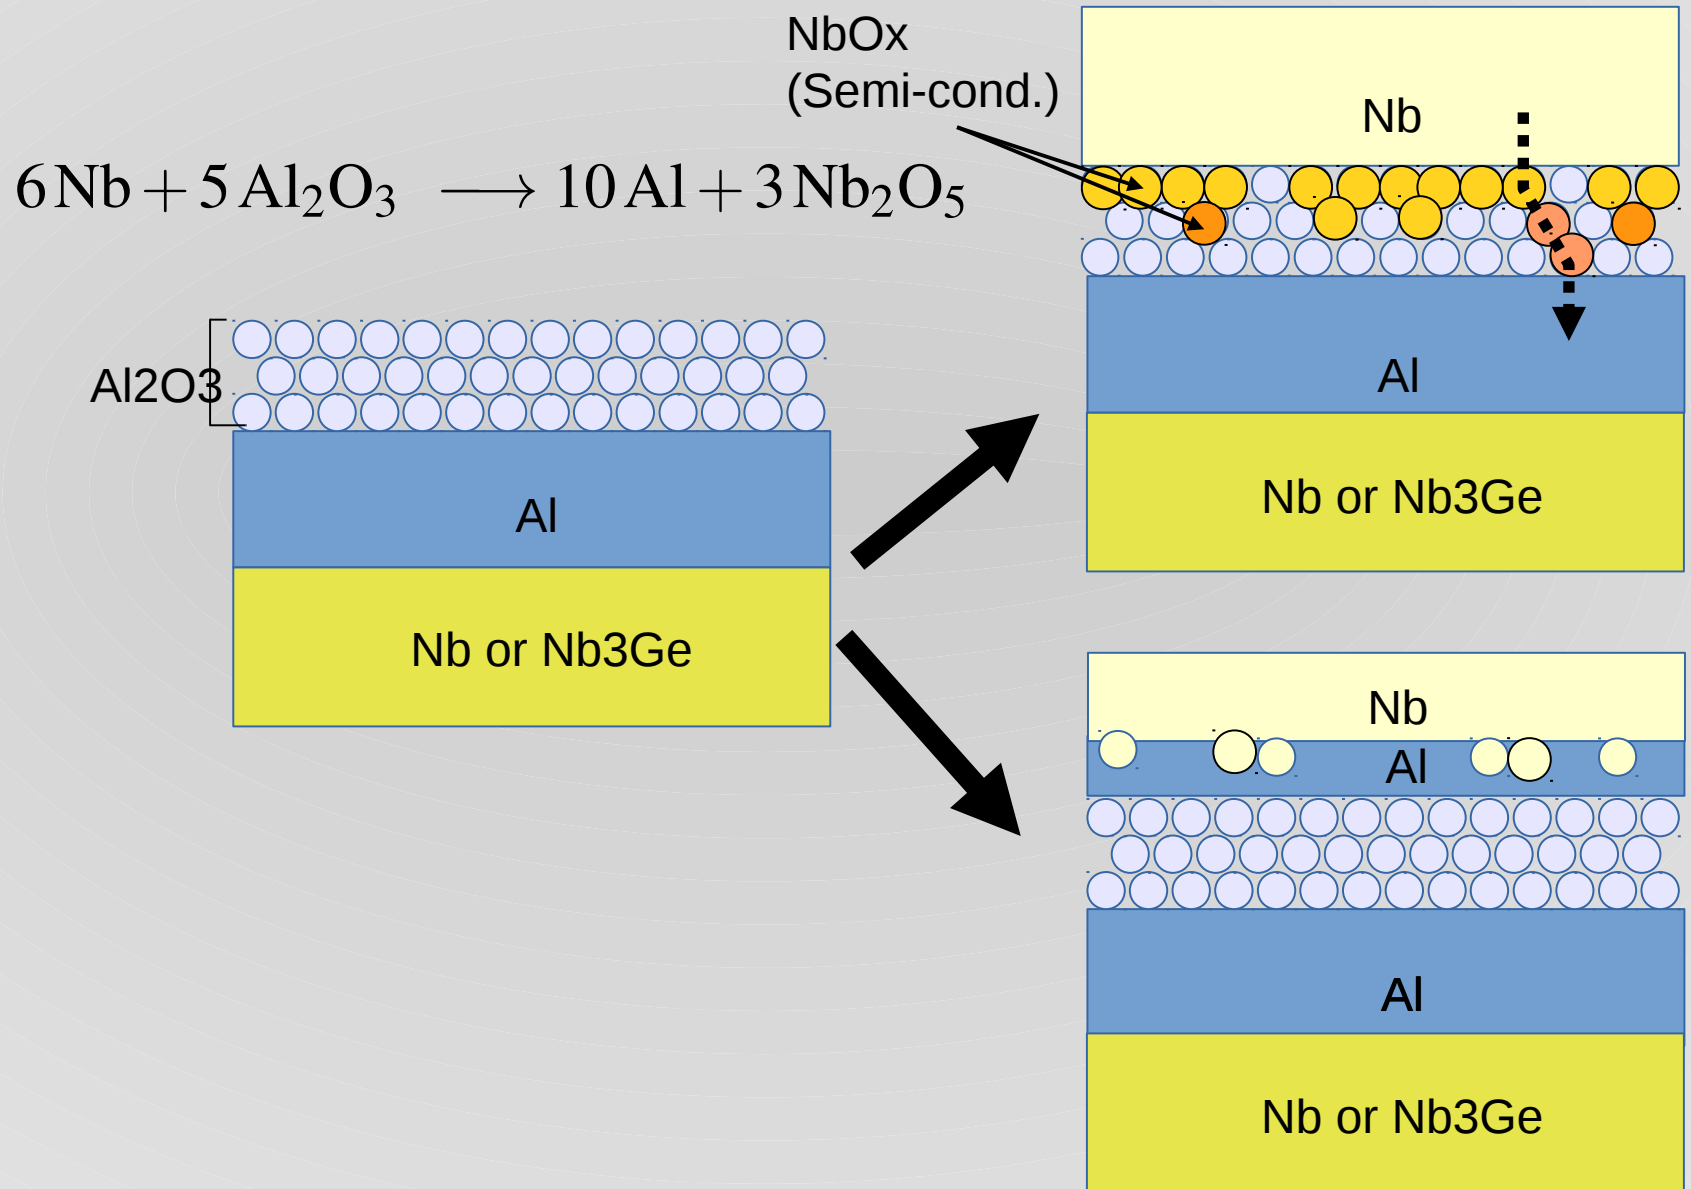 NbOx
(Semi-cond.)
6 Nb + 5 Al₂O₃ ⟶ 10 Al + 3 Nb₂O₅
Nb
Al
Nb or Nb3Ge
Al2O3
Al
Nb or Nb3Ge
Nb
Al
Al
Nb or Nb3Ge